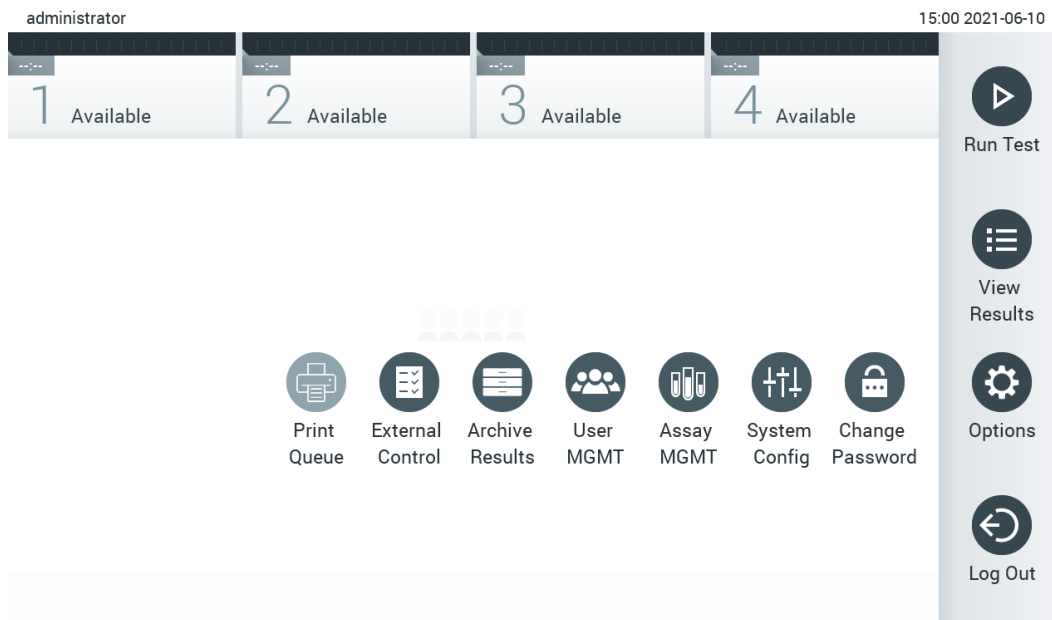 administrator 15:00 2021-06-10
--:-- --:-- --:-- --:--
1 Available 2 Available 3 Available 4 Available
Run Test
View
Results
Print External Archive User Assay System Change
Queue Control Results MGMT MGMT Config Password
Options
Log Out